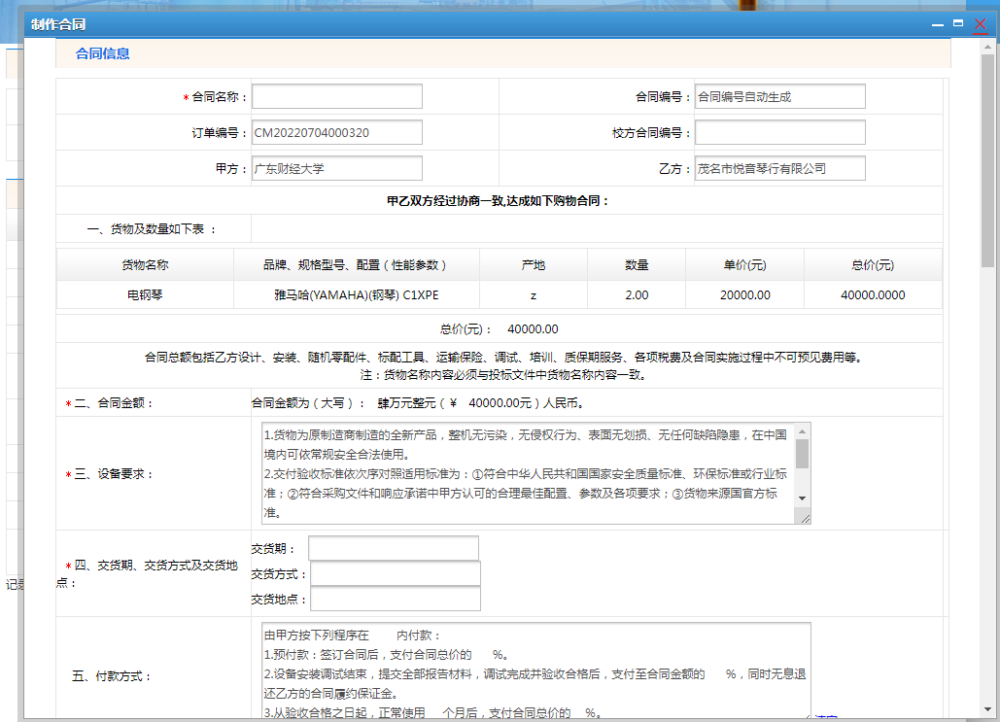 制作合同
合同信息
*合同名称： 合同编号： 合同编号自动生成
订单编号： CM20220704000320 校方合同编号：
甲方： 广东财经大学 乙方： 茂名市悦音琴行有限公司
甲乙双方经过协商一致,达成如下购物合同：
一、货物及数量如下表 ：
货物名称 品牌、规格型号、配置（性能参数） 产地 数量 单价(元) 总价(元)
电钢琴 雅马哈(YAMAHA)(钢琴) C1XPE z 2.00 20000.00 40000.0000
总价(元)： 40000.00
合同总额包括乙方设计、安装、随机零配件、标配工具、运输保险、调试、培训、质保期服务、各项税费及合同实施过程中不可预见费用等。
注：货物名称内容必须与投标文件中货物名称内容一致。
*二、合同金额： 合同金额为（大写）： 肆万元整元（¥ 40000.00元）人民币。
1.货物为原制造商制造的全新产品，整机无污染，无侵权行为、表面无划损、无任何缺陷隐患，在中国
境内可依常规安全合法使用。
*三、设备要求：
2.交付验收标准依次序对照适用标准为：①符合中华人民共和国国家安全质量标准、环保标准或行业标
准；②符合采购文件和响应承诺中甲方认可的合理最佳配置、参数及各项要求；③货物来源国官方标
准。
*四、交货期、交货方式及交货地
点：
交货期：
交货方式：
交货地点：
记录
五、付款方式：
由甲方按下列程序在 内付款：
1.预付款：签订合同后，支付合同总价的 %。
2.设备安装调试结束，提交全部报告材料，调试完成并验收合格后，支付至合同金额的 %，同时无息退
还乙方的合同履约保证金。
3.从验收合格之日起，正常使用 个月后，支付合同总价的 %。